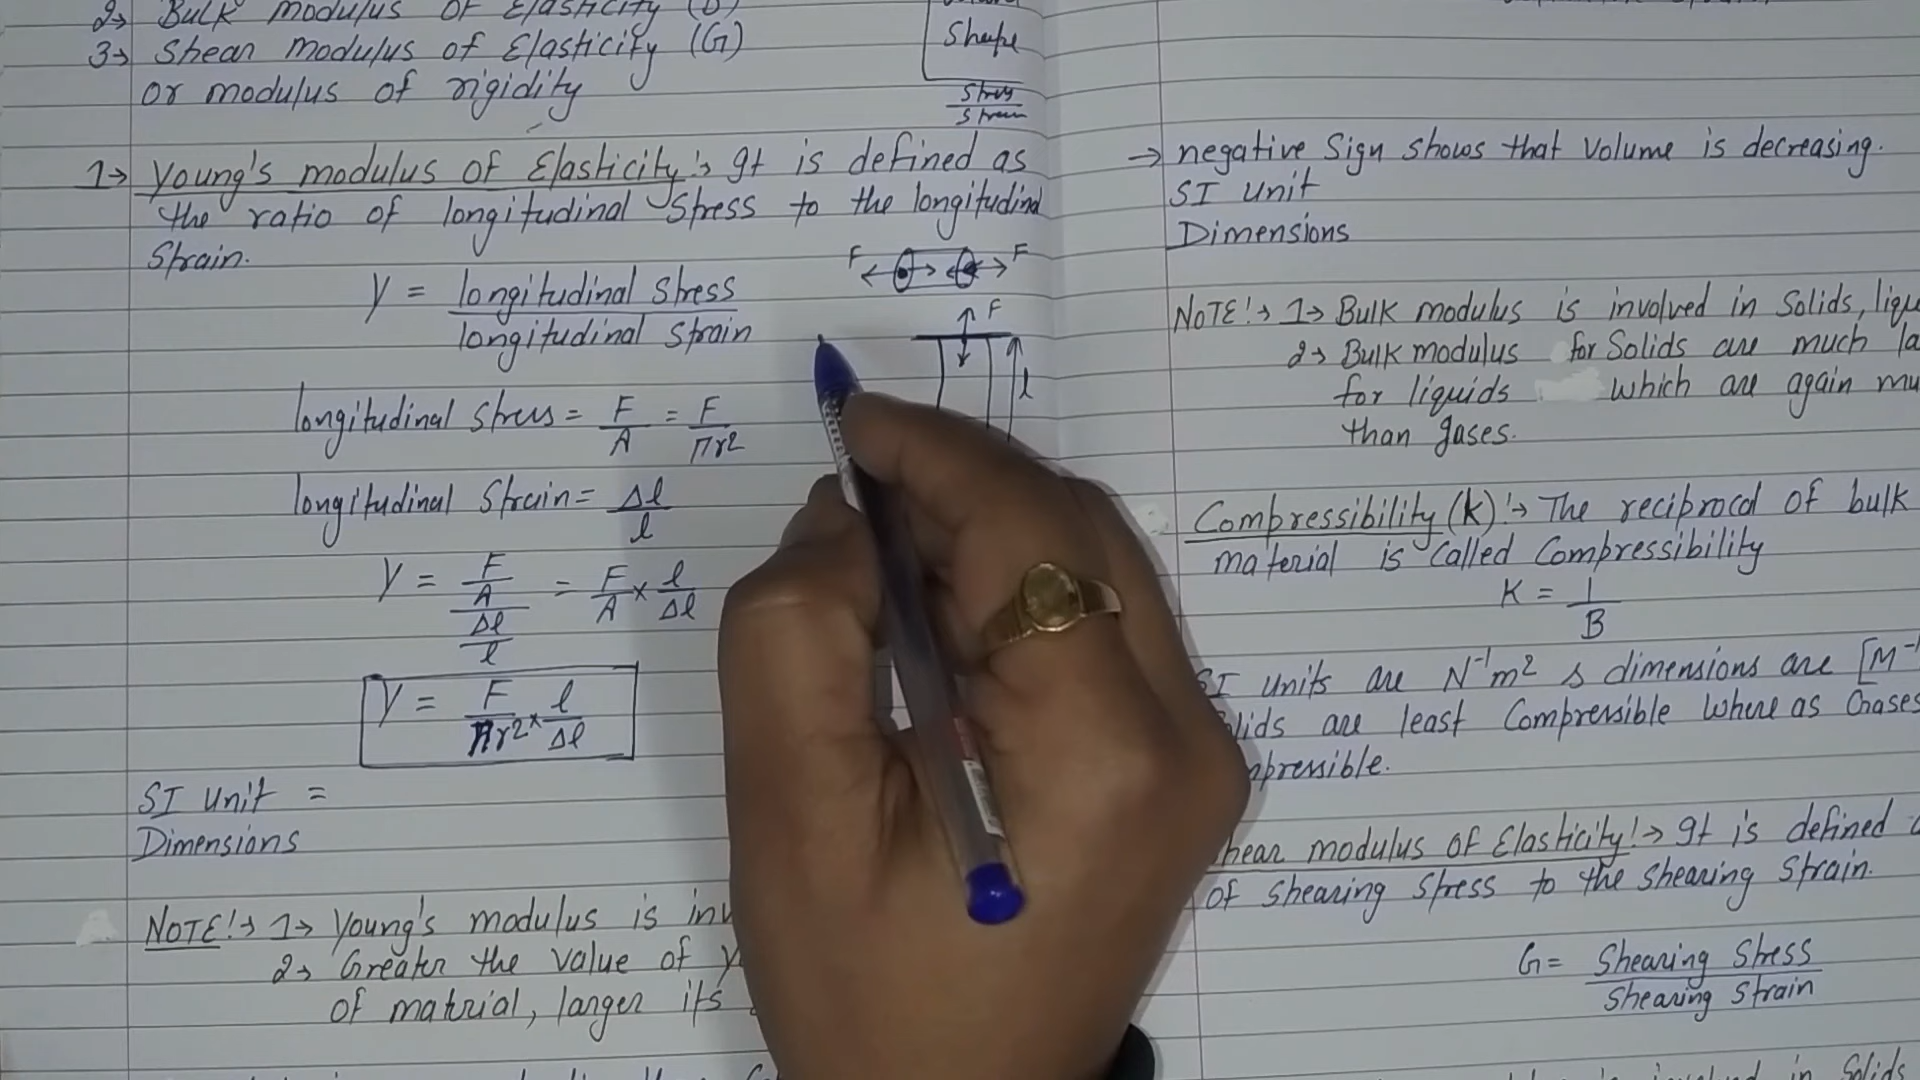 2→ Bulk modulus of Elasticity (B)
3→ Shear modulus of Elasticity (G)
or modulus of rigidity
Shape
Stress
Strain
1→ Young's modulus of Elasticity :→ It is defined as
the ratio of longitudinal Stress to the longitudinal
Strain.
F F
Y = longitudinal Stress
longitudinal Strain
F
l
longitudinal Stress = F/A = F/πr²
longitudinal Strain = Δl/l
Y = F/A / Δl/l = F/A × l/Δl
Y = F/πr² × l/Δl
SI Unit =
Dimensions
NOTE!→ 1→ Young's modulus is inv
2→ Greater the value of Y
of material, larger its
→ negative Sign shows that Volume is decreasing.
SI Unit
Dimensions
NOTE!→ 1→ Bulk modulus is involved in Solids, liqu
2→ Bulk modulus for Solids are much la
for liquids which are again mu
than gases.
Compressibility (k)!→ The reciprocal of bulk
material is called Compressibility
K = 1/B
SI units are N⁻¹m² & dimensions are [M⁻¹
lids are least Compressible where as Gases
mpressible.
hear modulus of Elasticity!→ It is defined
of Shearing Stress to the Shearing Strain.
G = Shearing Stress
Shearing Strain
in Solids